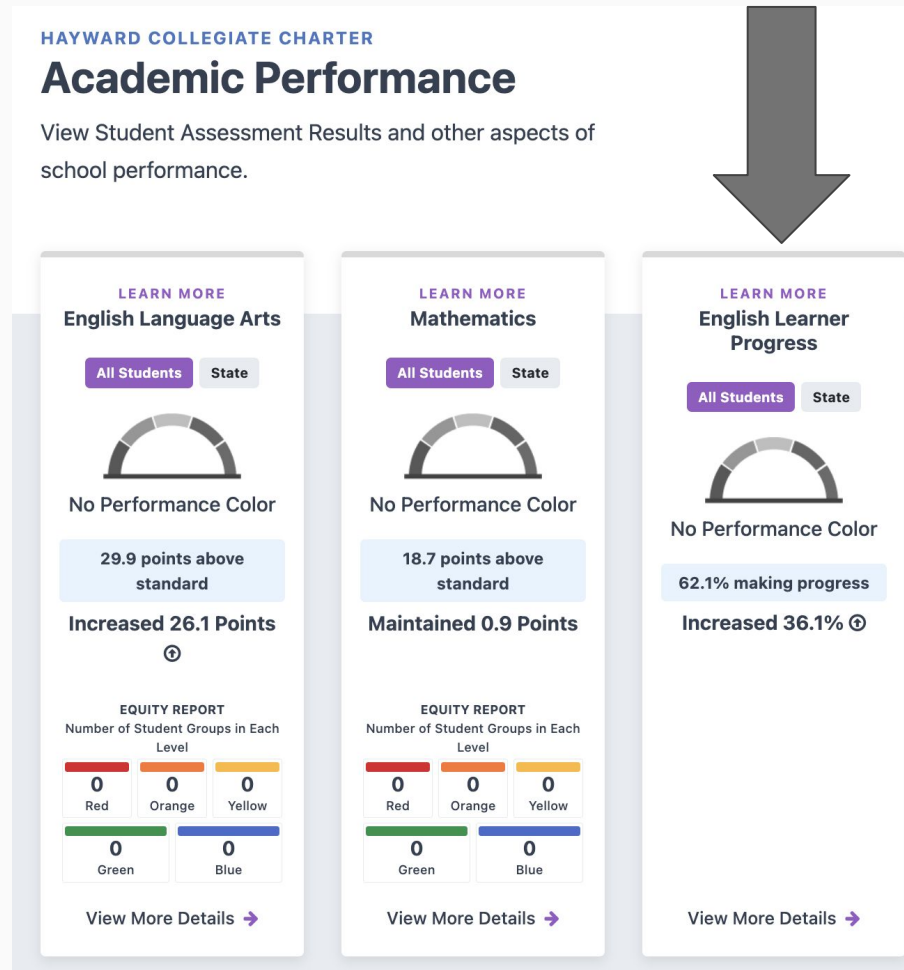 HAYWARD COLLEGIATE CHARTER
Academic Performance
View Student Assessment Results and other aspects of
school performance.
LEARN MORE
English Language Arts
All Students State
No Performance Color
29.9 points above
standard
Increased 26.1 Points
EQUITY REPORT
Number of Student Groups in Each
Level
0 0 0
Red Orange Yellow
0 0
Green Blue
View More Details
LEARN MORE
Mathematics
All Students State
No Performance Color
18.7 points above
standard
Maintained 0.9 Points
EQUITY REPORT
Number of Student Groups in Each
Level
0 0 0
Red Orange Yellow
0 0
Green Blue
View More Details
LEARN MORE
English Learner
Progress
All Students State
No Performance Color
62.1% making progress
Increased 36.1%
View More Details